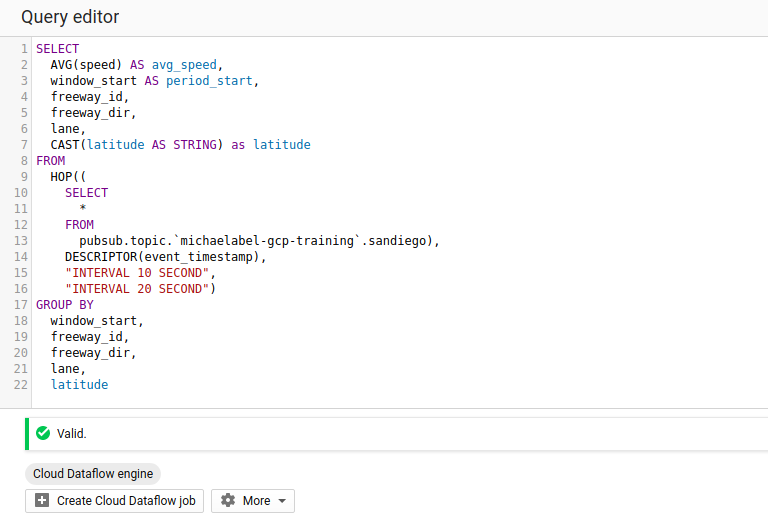 Query editor
1 SELECT
2   AVG(speed) AS avg_speed,
3   window_start AS period_start,
4   freeway_id,
5   freeway_dir,
6   lane,
7   CAST(latitude AS STRING) as latitude
8 FROM
9   HOP((
10     SELECT
11       *
12     FROM
13       pubsub.topic.`michaelabel-gcp-training`.sandiego),
14     DESCRIPTOR(event_timestamp),
15     "INTERVAL 10 SECOND",
16     "INTERVAL 20 SECOND")
17 GROUP BY
18   window_start,
19   freeway_id,
20   freeway_dir,
21   lane,
22   latitude
Valid.
Cloud Dataflow engine
Create Cloud Dataflow job More